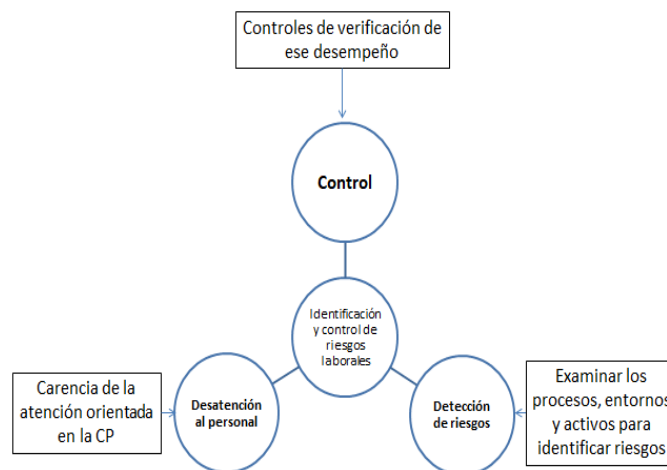 Controles de verificación de
ese desempeño
Control
Identificación
y control de
riesgos
laborales
Carencia de la
atención orientada
en la CP
Desatención
al personal
Detección
de riesgos
Examinar los
procesos, entornos
y activos para
identificar riesgos